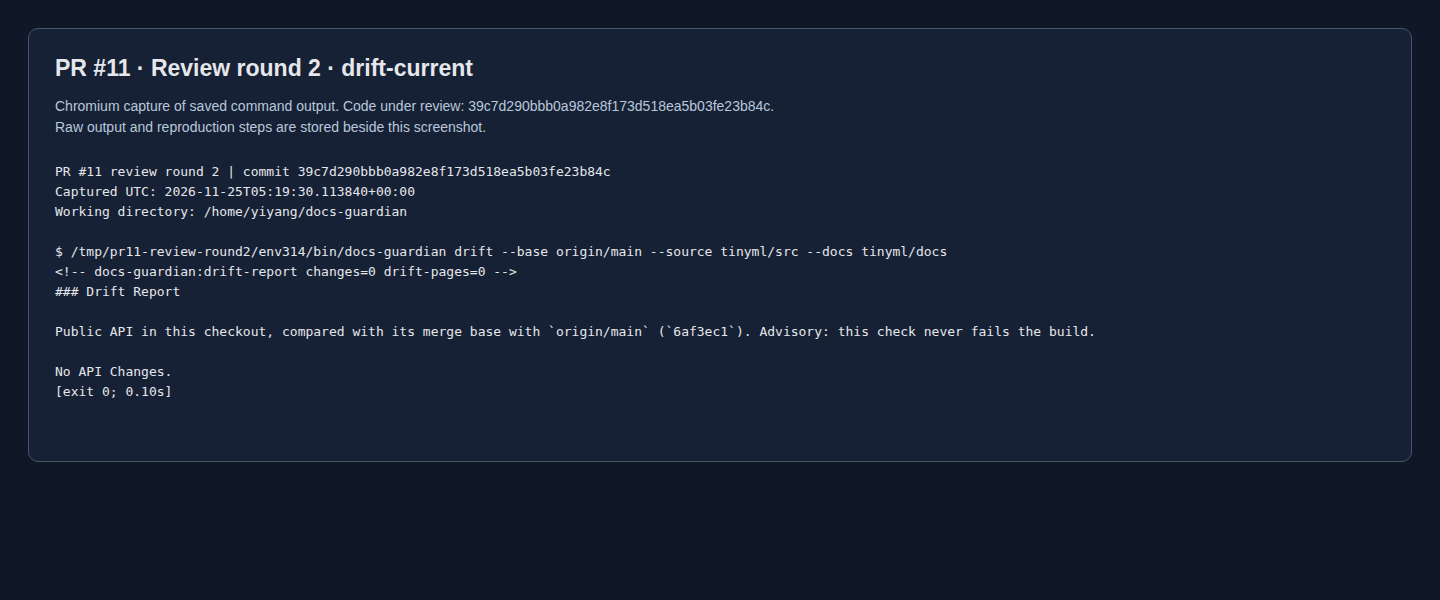 PR #11 · Review round 2 · drift-current
Chromium capture of saved command output. Code under review: 39c7d290bbb0a982e8f173d518ea5b03fe23b84c.
Raw output and reproduction steps are stored beside this screenshot.
PR #11 review round 2 | commit 39c7d290bbb0a982e8f173d518ea5b03fe23b84c
Captured UTC: 2026-11-25T05:19:30.113840+00:00
Working directory: /home/yiyang/docs-guardian
$ /tmp/pr11-review-round2/env314/bin/docs-guardian drift --base origin/main --source tinyml/src --docs tinyml/docs
<!-- docs-guardian:drift-report changes=0 drift-pages=0 -->
### Drift Report
Public API in this checkout, compared with its merge base with `origin/main` (`6af3ec1`). Advisory: this check never fails the build.
No API Changes.
[exit 0; 0.10s]